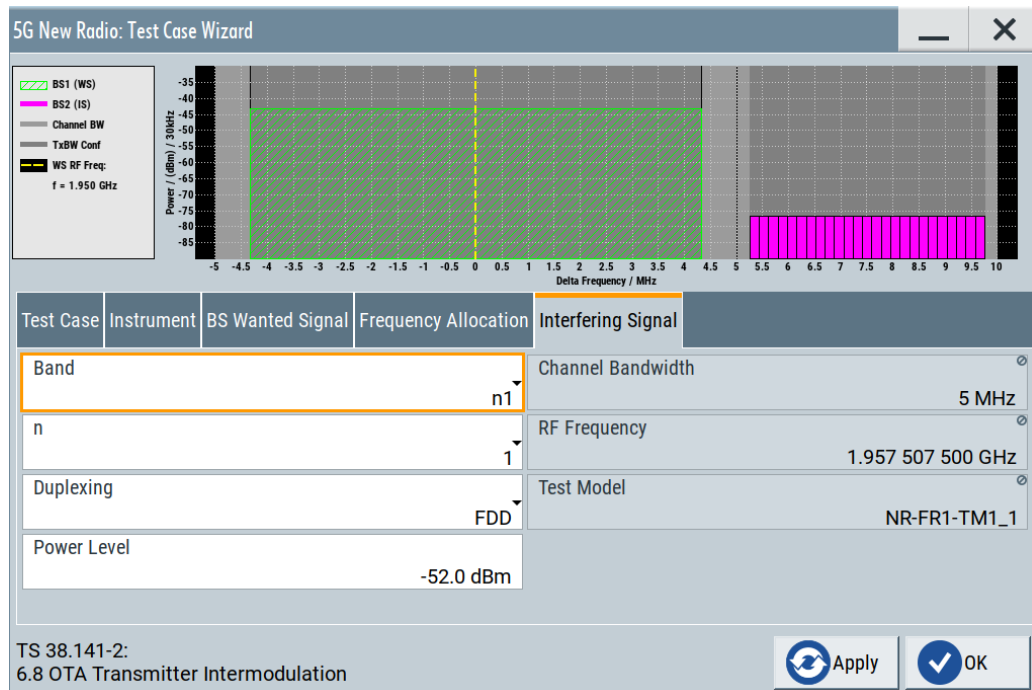 5G New Radio: Test Case Wizard
BS1 (WS)
BS2 (IS)
Channel BW
TxBW Conf
WS RF Freq:
f = 1.950 GHz
Power / (dBm) / 30kHz
-35
-40
-45
-50
-55
-60
-65
-70
-75
-80
-85
-5 -4.5 -4 -3.5 -3 -2.5 -2 -1.5 -1 -0.5 0 0.5 1 1.5 2 2.5 3 3.5 4 4.5 5 5.5 6 6.5 7 7.5 8 8.5 9 9.5 10
Delta Frequency / MHz
Test Case Instrument BS Wanted Signal Frequency Allocation Interfering Signal
Band
n1
Channel Bandwidth
5 MHz
n
1
RF Frequency
1.957 507 500 GHz
Duplexing
FDD
Test Model
NR-FR1-TM1_1
Power Level
-52.0 dBm
TS 38.141-2:
6.8 OTA Transmitter Intermodulation
Apply
OK